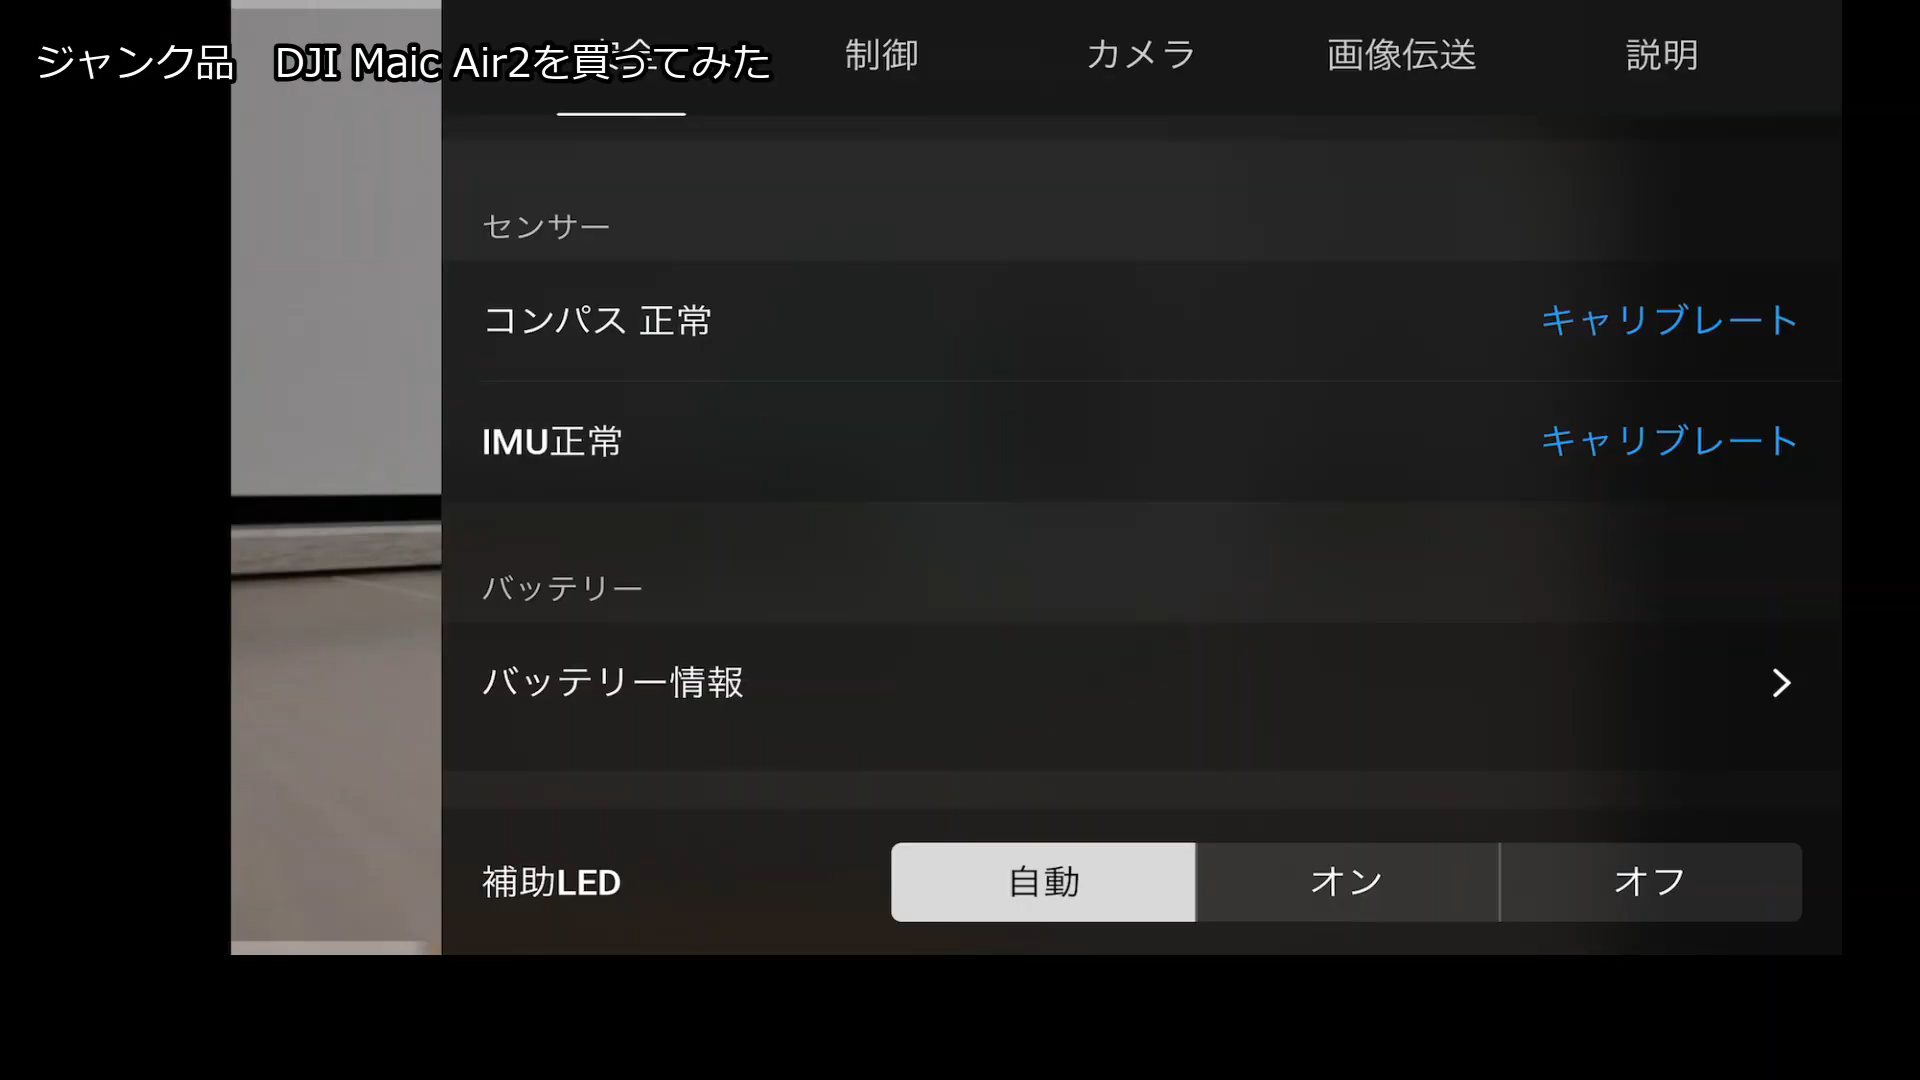 ジャンク品　DJI Maic Air2を買ってみた
制御 カメラ 画像伝送 説明
センサー
コンパス 正常 キャリブレート
IMU正常 キャリブレート
バッテリー
バッテリー情報
補助LED 自動 オン オフ